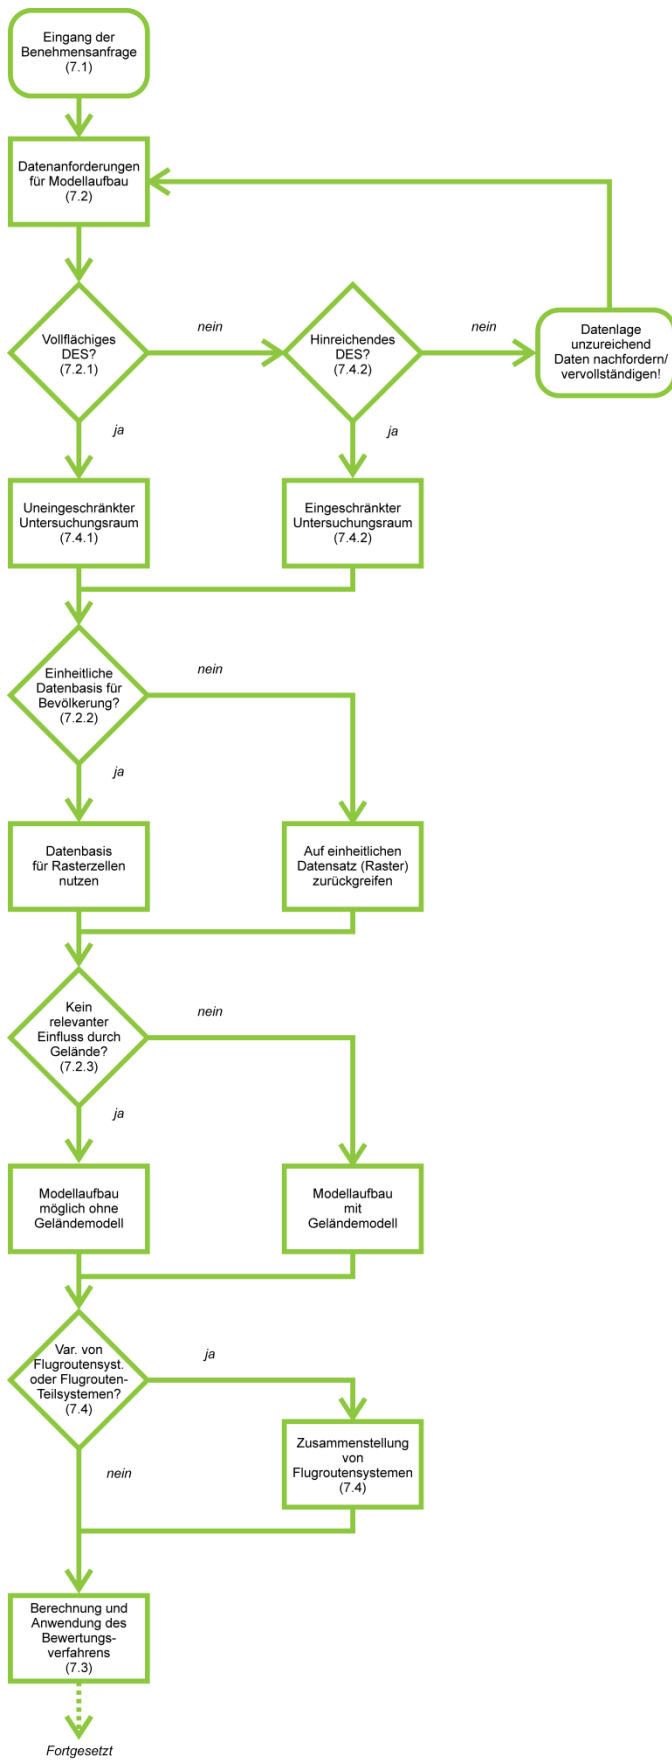 Eingang der
Benehmensanfrage
(7.1)
Datenanforderungen
für Modellaufbau
(7.2)
Vollflächiges
DES?
(7.2.1)
nein
Hinreichendes
DES?
(7.4.2)
nein
Datenlage
unzureichend
Daten nachfordern/
vervollständigen!
ja
ja
Uneingeschränkter
Untersuchungsraum
(7.4.1)
Eingeschränkter
Untersuchungsraum
(7.4.2)
Einheitliche
Datenbasis für
Bevölkerung?
(7.2.2)
nein
ja
Datenbasis
für Rasterzellen
nutzen
Auf einheitlichen
Datensatz (Raster)
zurückgreifen
Kein
relevanter
Einfluss durch
Gelände?
(7.2.3)
nein
ja
Modellaufbau
möglich ohne
Geländemodell
Modellaufbau
mit
Geländemodell
Var. von
Flugroutensyst.
oder Flugrouten-
Teilsystemen?
(7.4)
ja
nein
Zusammenstellung
von
Flugroutensystemen
(7.4)
Berechnung und
Anwendung des
Bewertungs-
verfahrens
(7.3)
Fortgesetzt